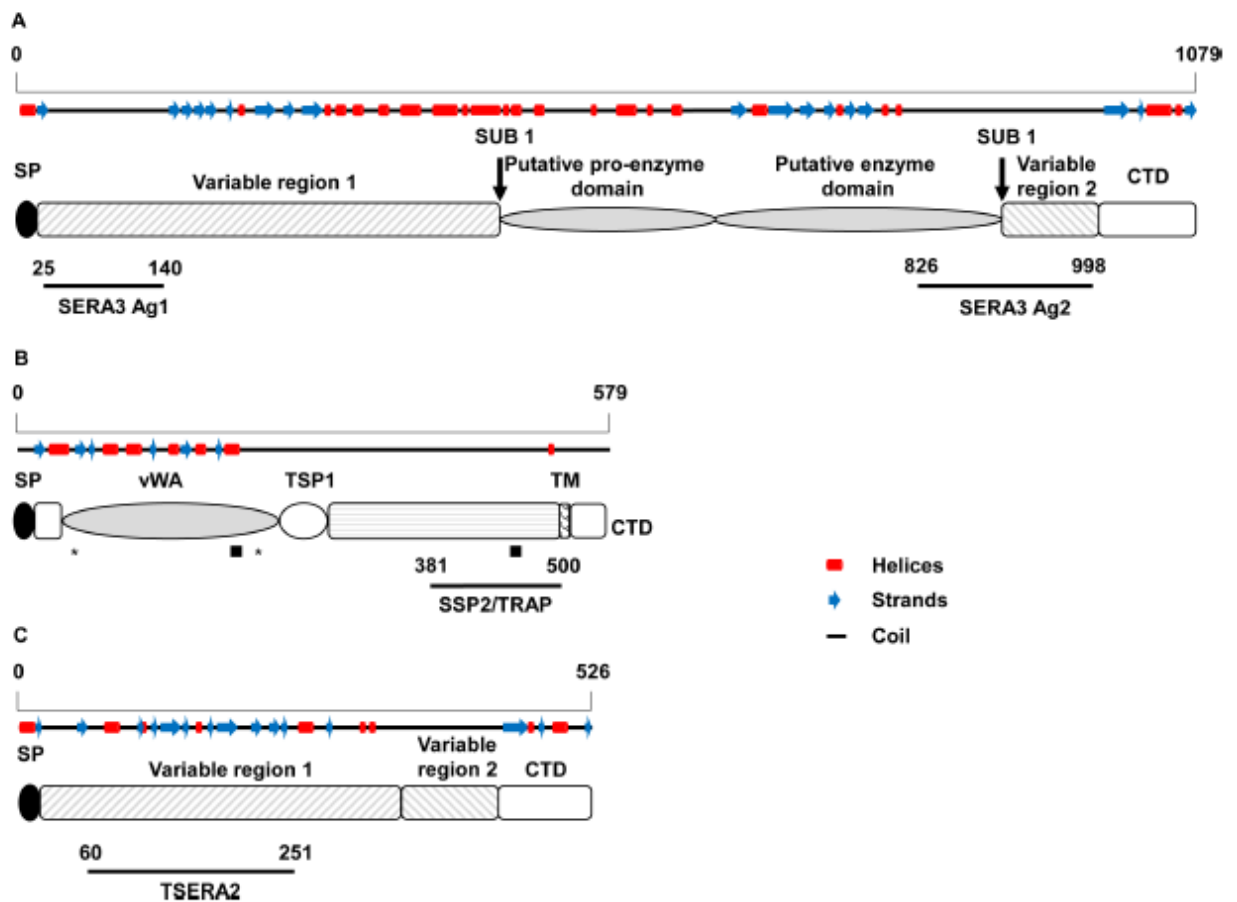 A
0 1079
SUB 1 SUB 1
SP Variable region 1 Putative pro-enzyme domain Putative enzyme domain Variable region 2 CTD
25 140 826 998
SERA3 Ag1 SERA3 Ag2
B
0 579
SP vWA TSP1 TM
CTD
* *
381 500
SSP2/TRAP
Helices
Strands
Coil
C
0 526
SP Variable region 1 Variable region 2 CTD
60 251
TSERA2